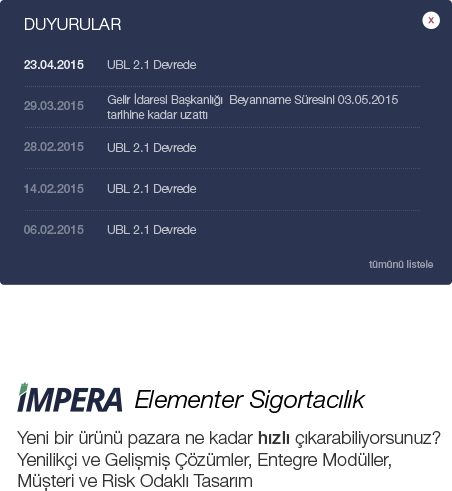 DUYURULAR
x
23.04.2015 UBL 2.1 Devrede
29.03.2015 Gelir İdaresi Başkanlığı Beyanname Süresini 03.05.2015
tarihine kadar uzattı
28.02.2015 UBL 2.1 Devrede
14.02.2015 UBL 2.1 Devrede
06.02.2015 UBL 2.1 Devrede
tümünü listele
İMPERA Elementer Sigortacılık
Yeni bir ürünü pazara ne kadar hızlı çıkarabiliyorsunuz?
Yenilikçi ve Gelişmiş Çözümler, Entegre Modüller,
Müşteri ve Risk Odaklı Tasarım